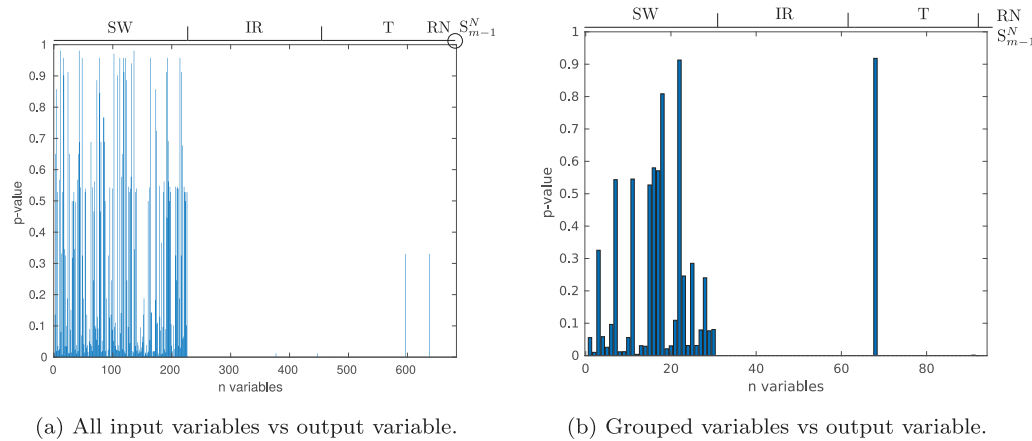 SW IR T RN S^N_{m-1}
1
0.9
0.8
0.7
0.6
0.5
0.4
0.3
0.2
0.1
0
p-value
0 100 200 300 400 500 600
n variables
(a) All input variables vs output variable.
SW IR T RN
S^N_{m-1}
1
0.9
0.8
0.7
0.6
0.5
0.4
0.3
0.2
0.1
0
p-value
0 20 40 60 80
n variables
(b) Grouped variables vs output variable.